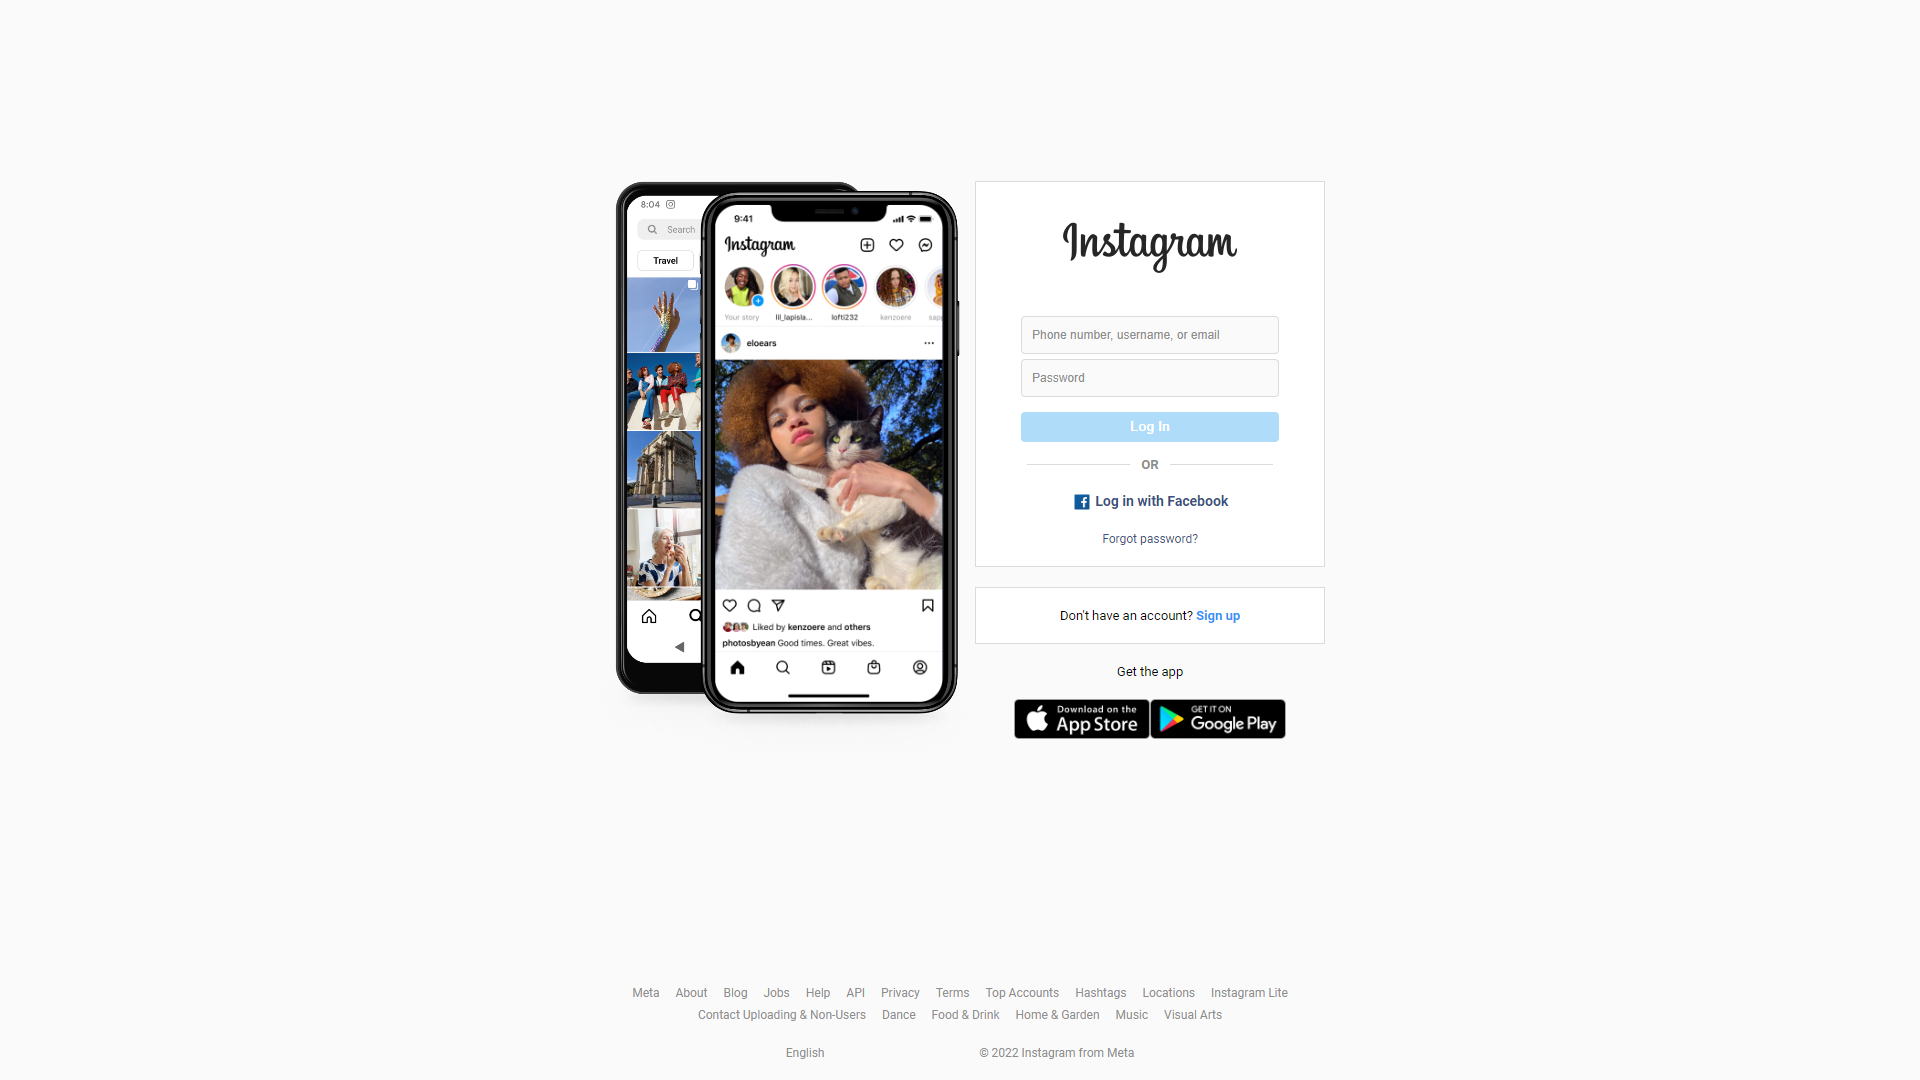 8:04
Search
Travel
9:41
Instagram
Your story
lil_lapisla...
lofti232
kenzoere
sap
eloears
Liked by kenzoere and others
photosbyean Good times. Great vibes.
Instagram
Phone number, username, or email
Password
Log In
OR
Log in with Facebook
Forgot password?
Don't have an account? Sign up
Get the app
Download on the
App Store
GET IT ON
Google Play
Meta About Blog Jobs Help API Privacy Terms Top Accounts Hashtags Locations Instagram Lite
Contact Uploading & Non-Users Dance Food & Drink Home & Garden Music Visual Arts
English © 2022 Instagram from Meta